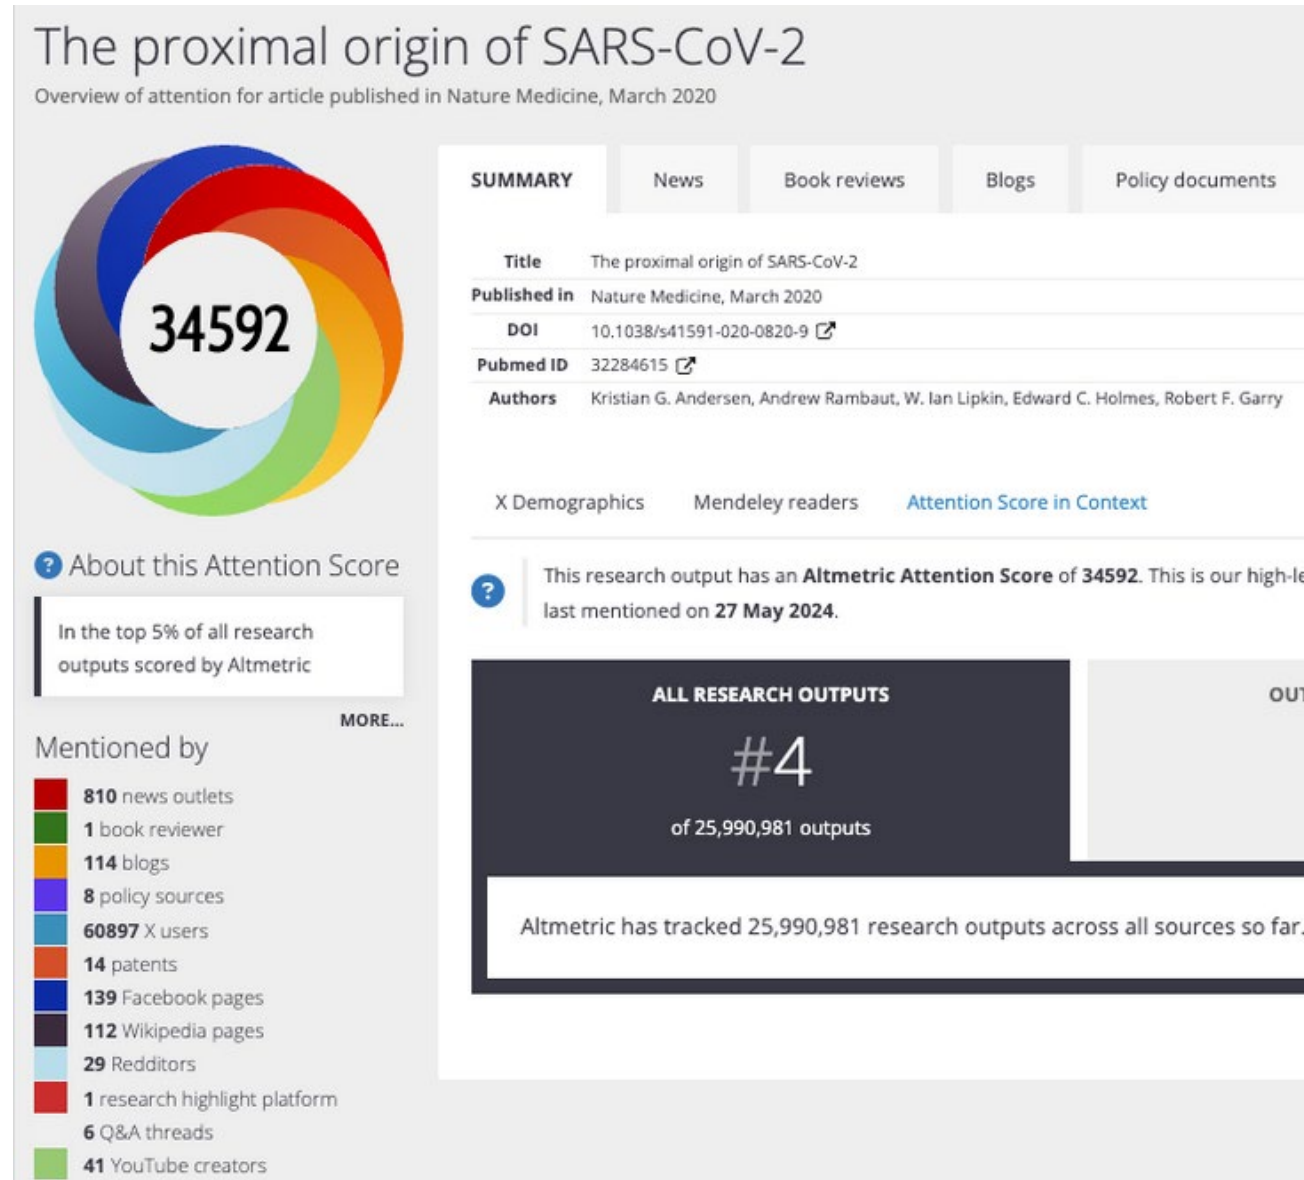 The proximal origin of SARS-CoV-2
Overview of attention for article published in Nature Medicine, March 2020
34592
About this Attention Score
In the top 5% of all research
outputs scored by Altmetric
MORE...
Mentioned by
810 news outlets
1 book reviewer
114 blogs
8 policy sources
60897 X users
14 patents
139 Facebook pages
112 Wikipedia pages
29 Redditors
1 research highlight platform
6 Q&A threads
41 YouTube creators
SUMMARY News Book reviews Blogs Policy documents
Title The proximal origin of SARS-CoV-2
Published in Nature Medicine, March 2020
DOI 10.1038/s41591-020-0820-9
Pubmed ID 32284615
Authors Kristian G. Andersen, Andrew Rambaut, W. Ian Lipkin, Edward C. Holmes, Robert F. Garry
X Demographics Mendeley readers Attention Score in Context
This research output has an Altmetric Attention Score of 34592. This is our high-le
last mentioned on 27 May 2024.
ALL RESEARCH OUTPUTS
#4
of 25,990,981 outputs
OUT
Altmetric has tracked 25,990,981 research outputs across all sources so far.